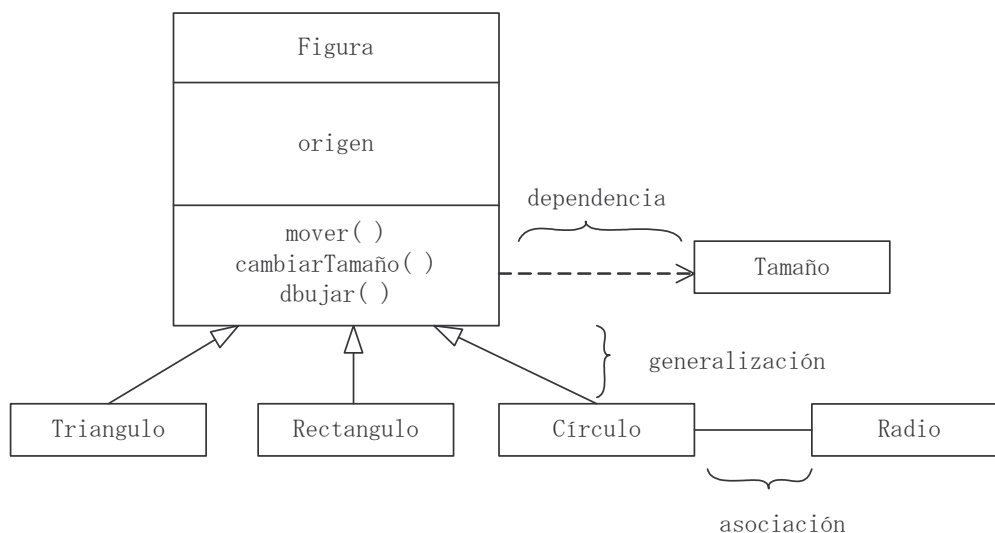 Figura
origen
mover( )
cambiarTamaño( )
dbujar( )
dependencia
Tamaño
generalización
Triangulo
Rectangulo
Círculo
Radio
asociación